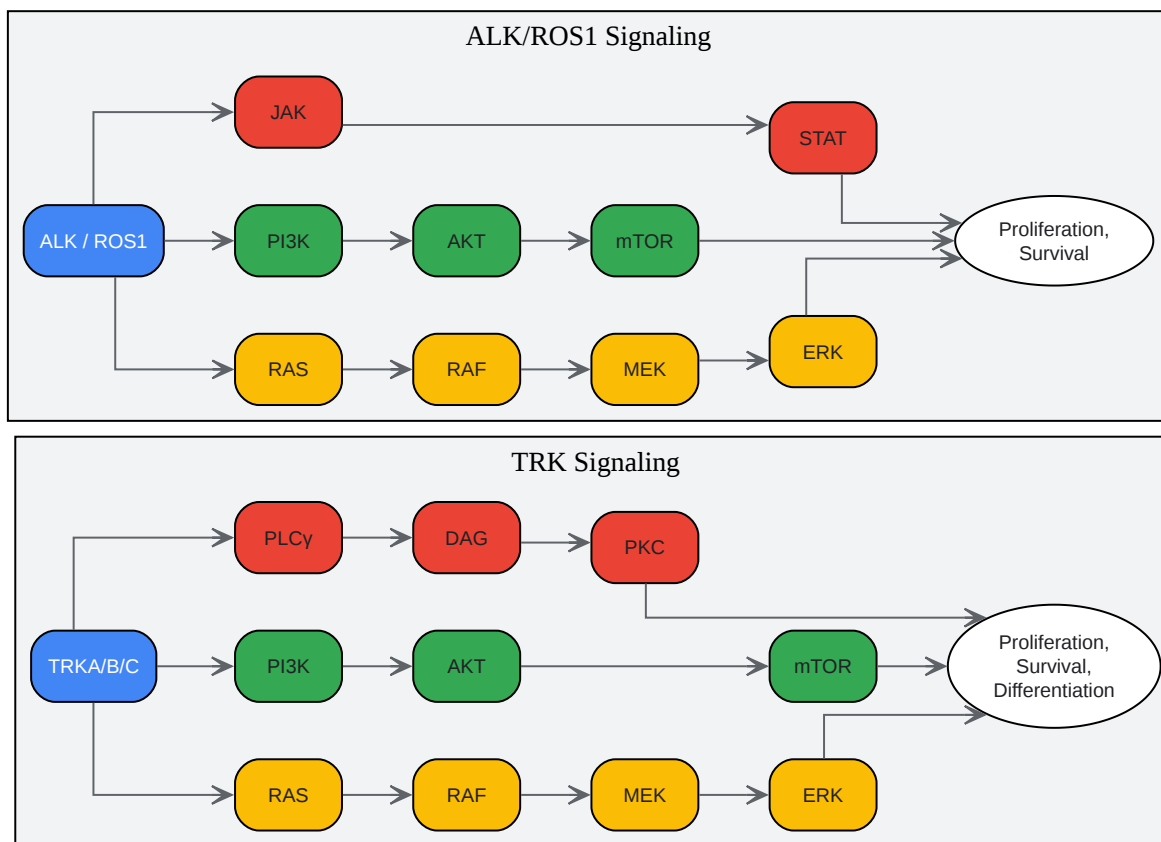 ALK/ROS1 Signaling
JAK
STAT
ALK / ROS1
PI3K
AKT
mTOR
Proliferation,
Survival
RAS
RAF
MEK
ERK
TRK Signaling
PLCγ
DAG
PKC
TRKA/B/C
PI3K
AKT
mTOR
Proliferation,
Survival,
Differentiation
RAS
RAF
MEK
ERK